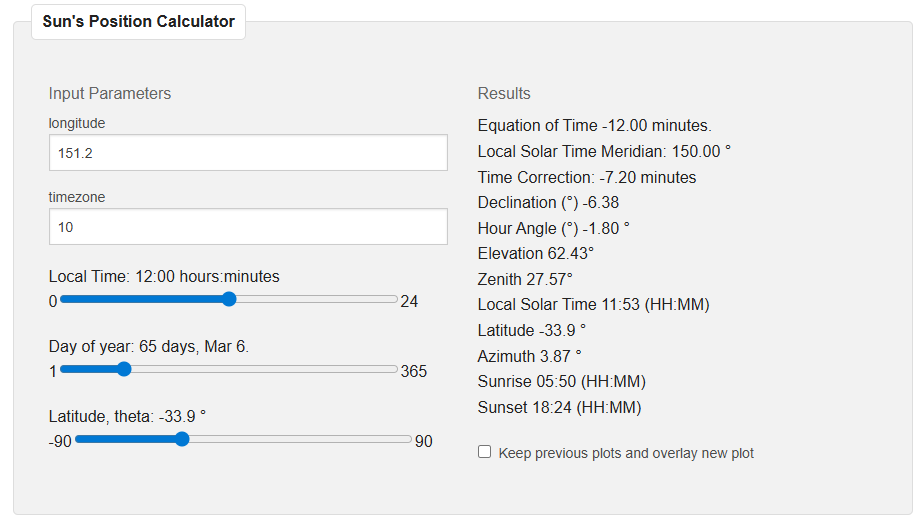 Sun's Position Calculator
Input Parameters
longitude
151.2
timezone
10
Local Time: 12:00 hours:minutes
0 24
Day of year: 65 days, Mar 6.
1 365
Latitude, theta: -33.9 °
-90 90
Results
Equation of Time -12.00 minutes.
Local Solar Time Meridian: 150.00 °
Time Correction: -7.20 minutes
Declination (°) -6.38
Hour Angle (°) -1.80 °
Elevation 62.43°
Zenith 27.57°
Local Solar Time 11:53 (HH:MM)
Latitude -33.9 °
Azimuth 3.87 °
Sunrise 05:50 (HH:MM)
Sunset 18:24 (HH:MM)
Keep previous plots and overlay new plot